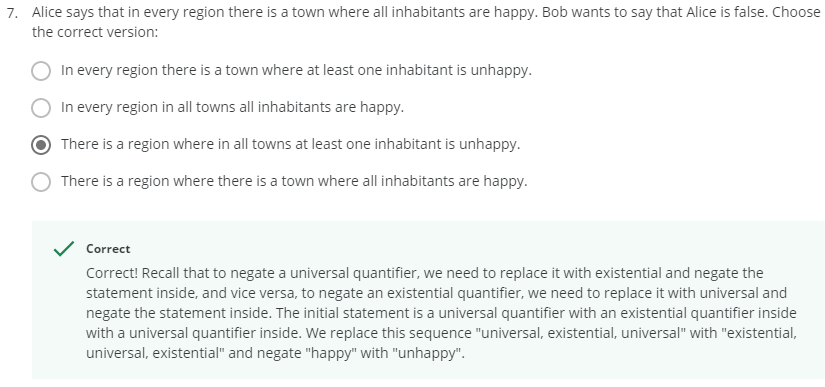 7. Alice says that in every region there is a town where all inhabitants are happy. Bob wants to say that Alice is false. Choose
the correct version:
In every region there is a town where at least one inhabitant is unhappy.
In every region in all towns all inhabitants are happy.
There is a region where in all towns at least one inhabitant is unhappy.
There is a region where there is a town where all inhabitants are happy.
Correct
Correct! Recall that to negate a universal quantifier, we need to replace it with existential and negate the
statement inside, and vice versa, to negate an existential quantifier, we need to replace it with universal and
negate the statement inside. The initial statement is a universal quantifier with an existential quantifier inside
with a universal quantifier inside. We replace this sequence "universal, existential, universal" with "existential,
universal, existential" and negate "happy" with "unhappy".